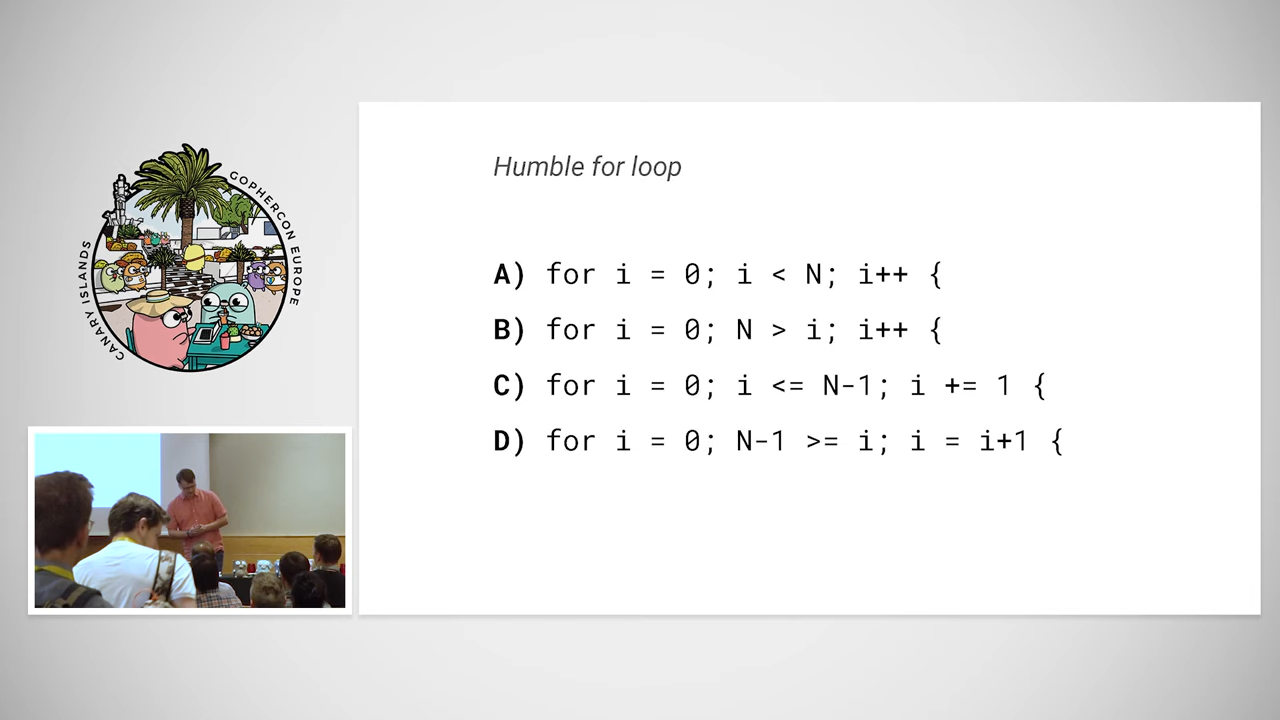 GOPHERCON EUROPE
CANARY ISLANDS
Humble for loop
A) for i = 0; i < N; i++ {
B) for i = 0; N > i; i++ {
C) for i = 0; i <= N-1; i += 1 {
D) for i = 0; N-1 >= i; i = i+1 {